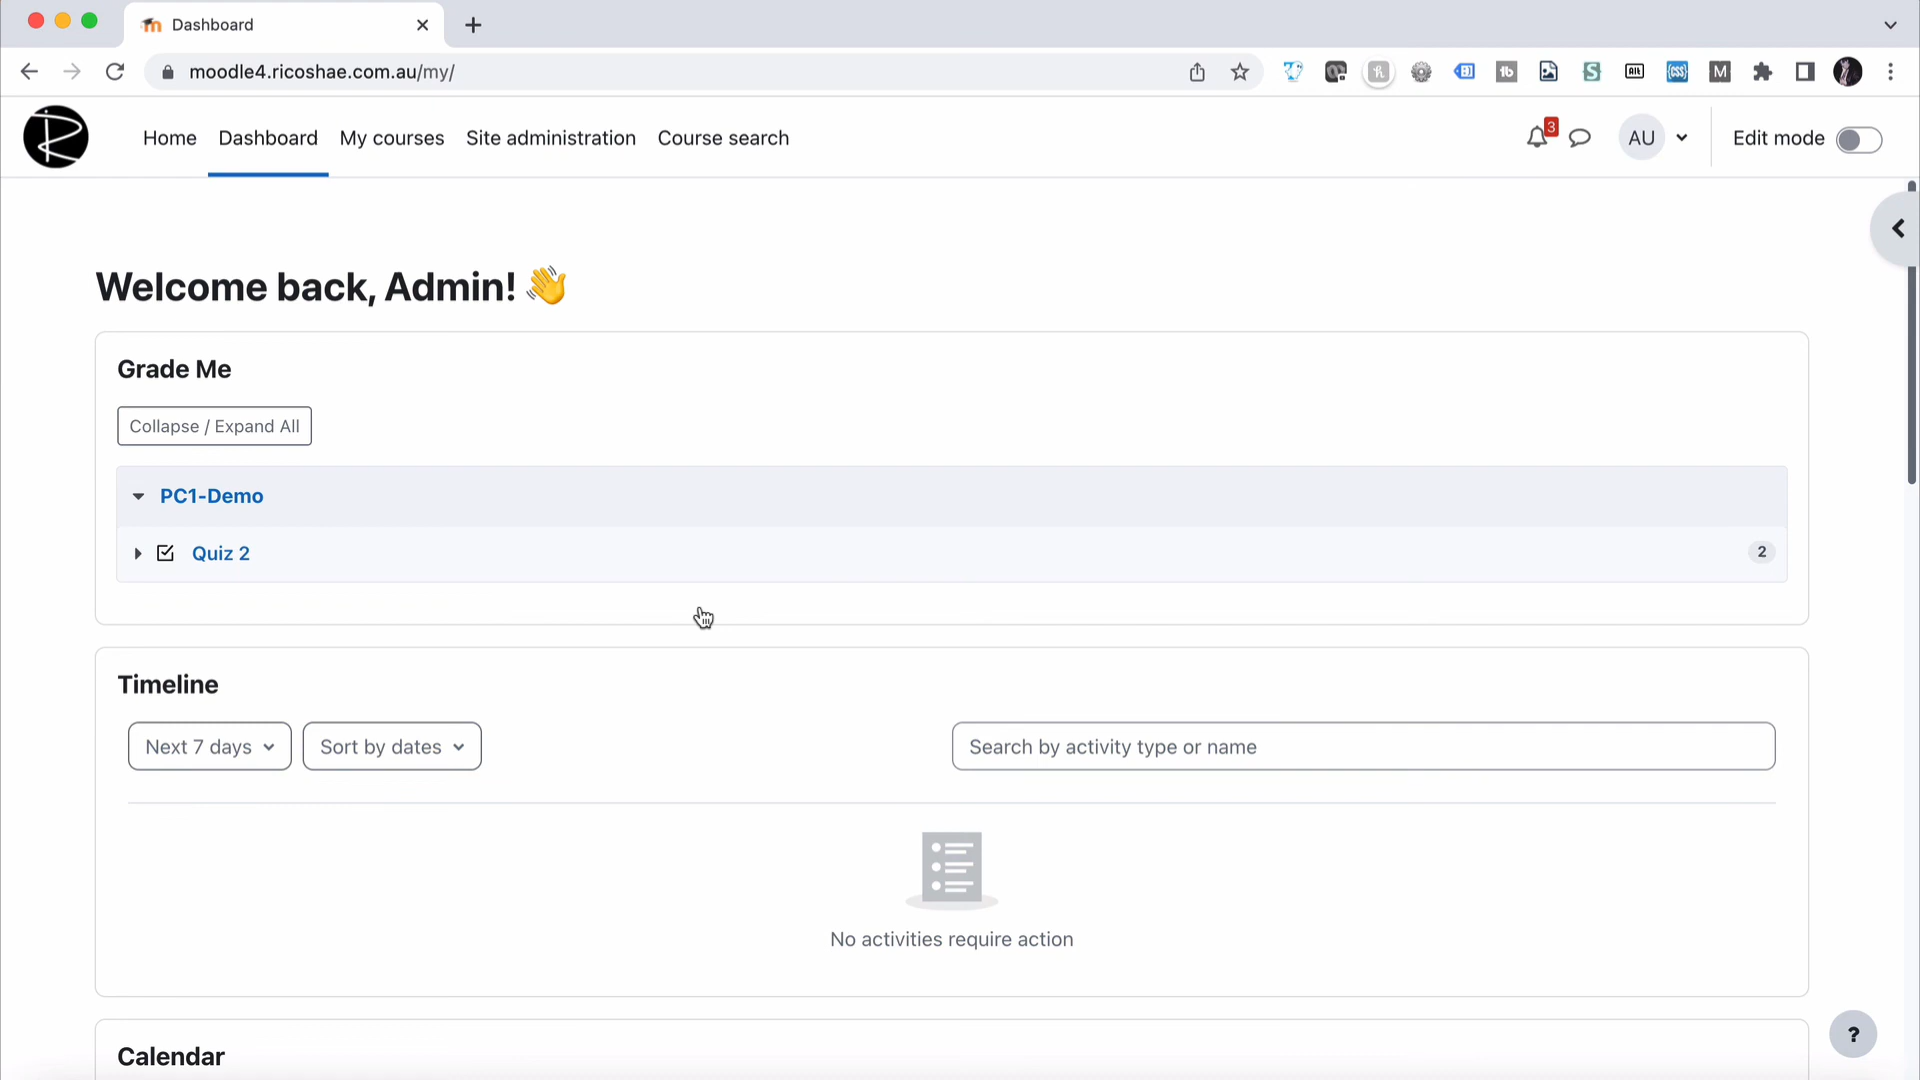 Dashboard
moodle4.ricoshae.com.au/my/
Home Dashboard My courses Site administration Course search
3
AU
Edit mode
Welcome back, Admin! 👋
Grade Me
Collapse / Expand All
PC1-Demo
Quiz 2
2
Timeline
Next 7 days
Sort by dates
Search by activity type or name
No activities require action
Calendar
?